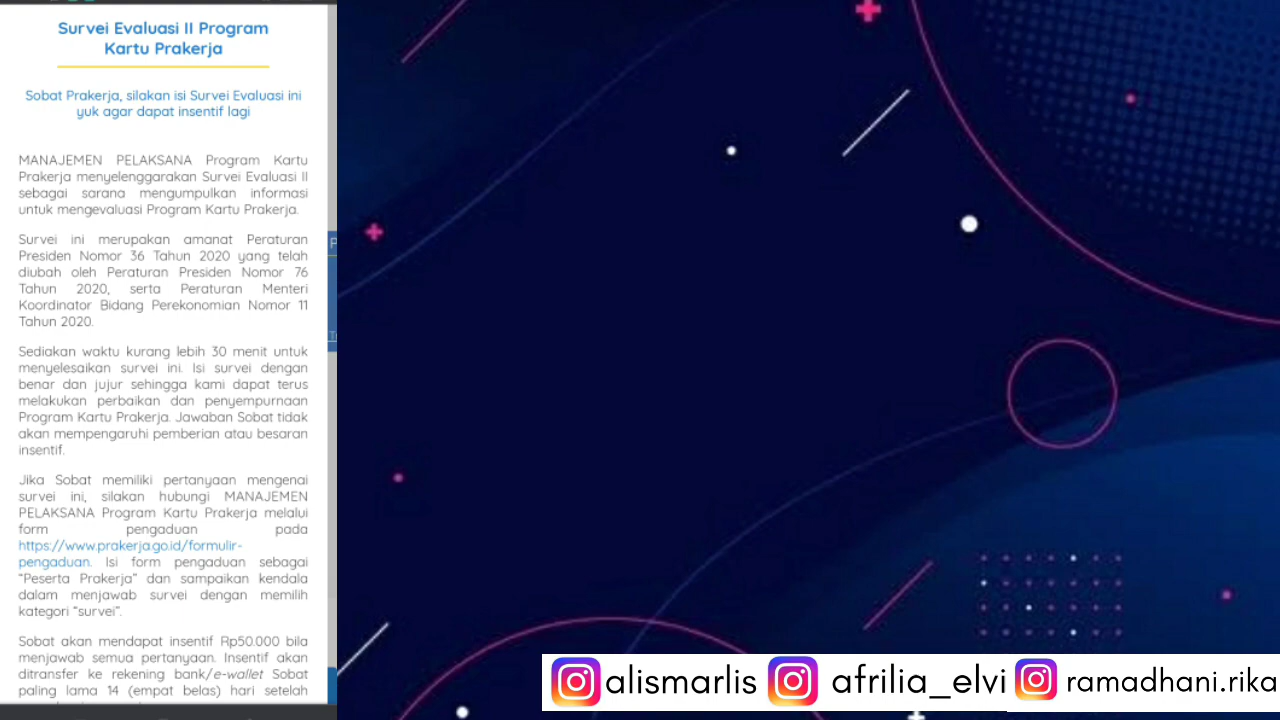 Survei Evaluasi II Program
Kartu Prakerja
Sobat Prakerja, silakan isi Survei Evaluasi ini
yuk agar dapat insentif lagi
MANAJEMEN PELAKSANA Program Kartu
Prakerja menyelenggarakan Survei Evaluasi II
sebagai sarana mengumpulkan informasi
untuk mengevaluasi Program Kartu Prakerja.
Survei ini merupakan amanat Peraturan
Presiden Nomor 36 Tahun 2020 yang telah
diubah oleh Peraturan Presiden Nomor 76
Tahun 2020, serta Peraturan Menteri
Koordinator Bidang Perekonomian Nomor 11
Tahun 2020.
Sediakan waktu kurang lebih 30 menit untuk
menyelesaikan survei ini. Isi survei dengan
benar dan jujur sehingga kami dapat terus
melakukan perbaikan dan penyempurnaan
Program Kartu Prakerja. Jawaban Sobat tidak
akan mempengaruhi pemberian atau besaran
insentif.
Jika Sobat memiliki pertanyaan mengenai
survei ini, silakan hubungi MANAJEMEN
PELAKSANA Program Kartu Prakerja melalui
form pengaduan pada
https://www.prakerja.go.id/formulir-
pengaduan. Isi form pengaduan sebagai
“Peserta Prakerja” dan sampaikan kendala
dalam menjawab survei dengan memilih
kategori “survei”.
Sobat akan mendapat insentif Rp50.000 bila
menjawab semua pertanyaan. Insentif akan
ditransfer ke rekening bank/e-wallet Sobat
paling lama 14 (empat belas) hari setelah
alismarlis afrilia_elvi ramadhani.rika